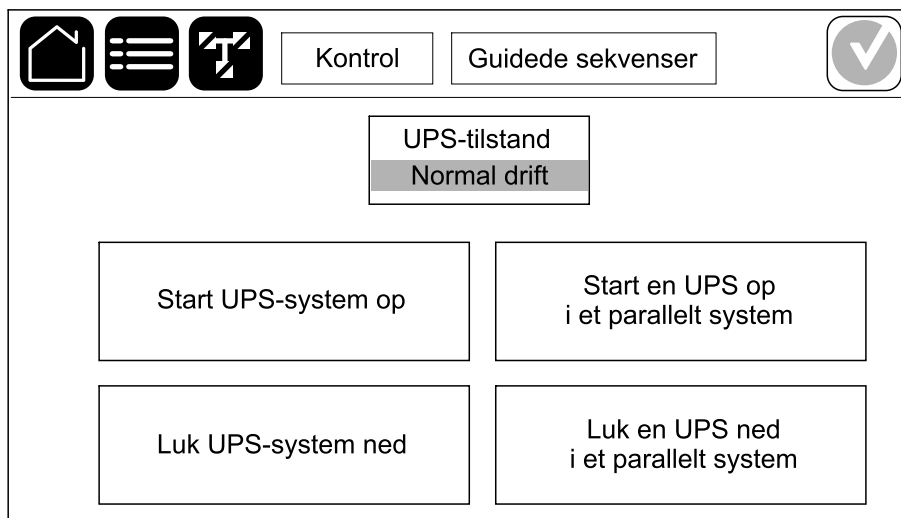 Kontrol
Guidede sekvenser
UPS-tilstand
Normal drift
Start UPS-system op
Start en UPS op
i et parallelt system
Luk UPS-system ned
Luk en UPS ned
i et parallelt system